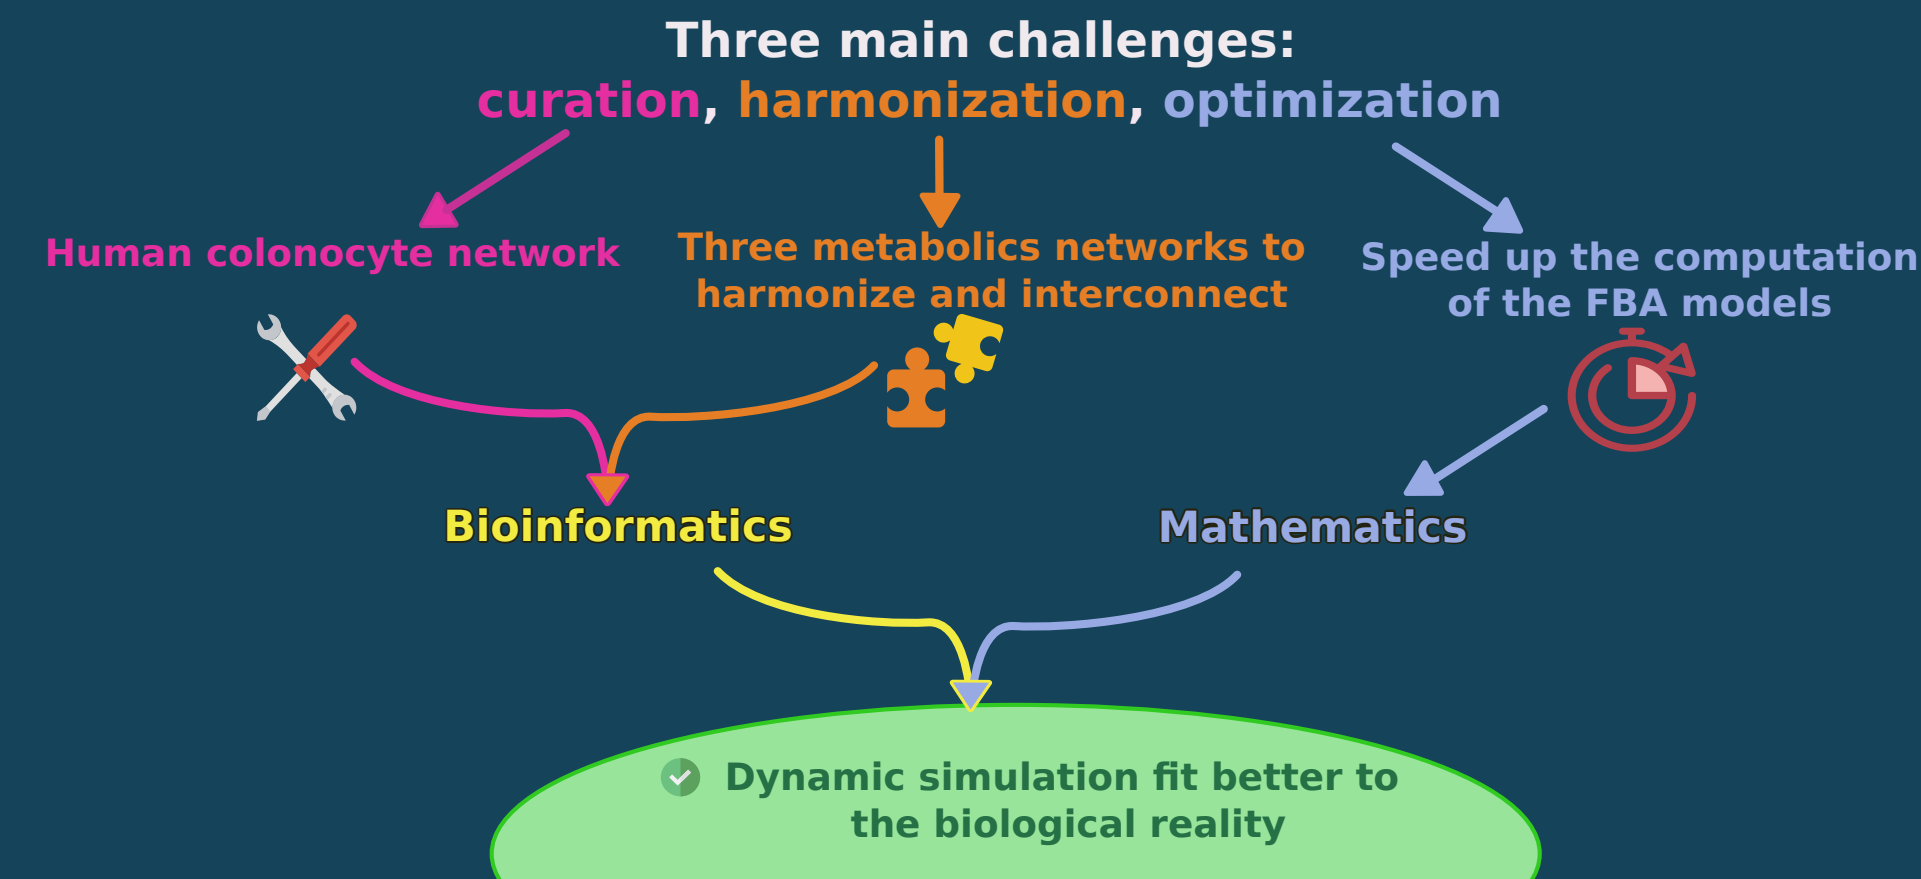 Three main challenges:
curation, harmonization, optimization
Human colonocyte network
Three metabolics networks to
harmonize and interconnect
Speed up the computation
of the FBA models
Bioinformatics
Mathematics
Dynamic simulation fit better to
the biological reality